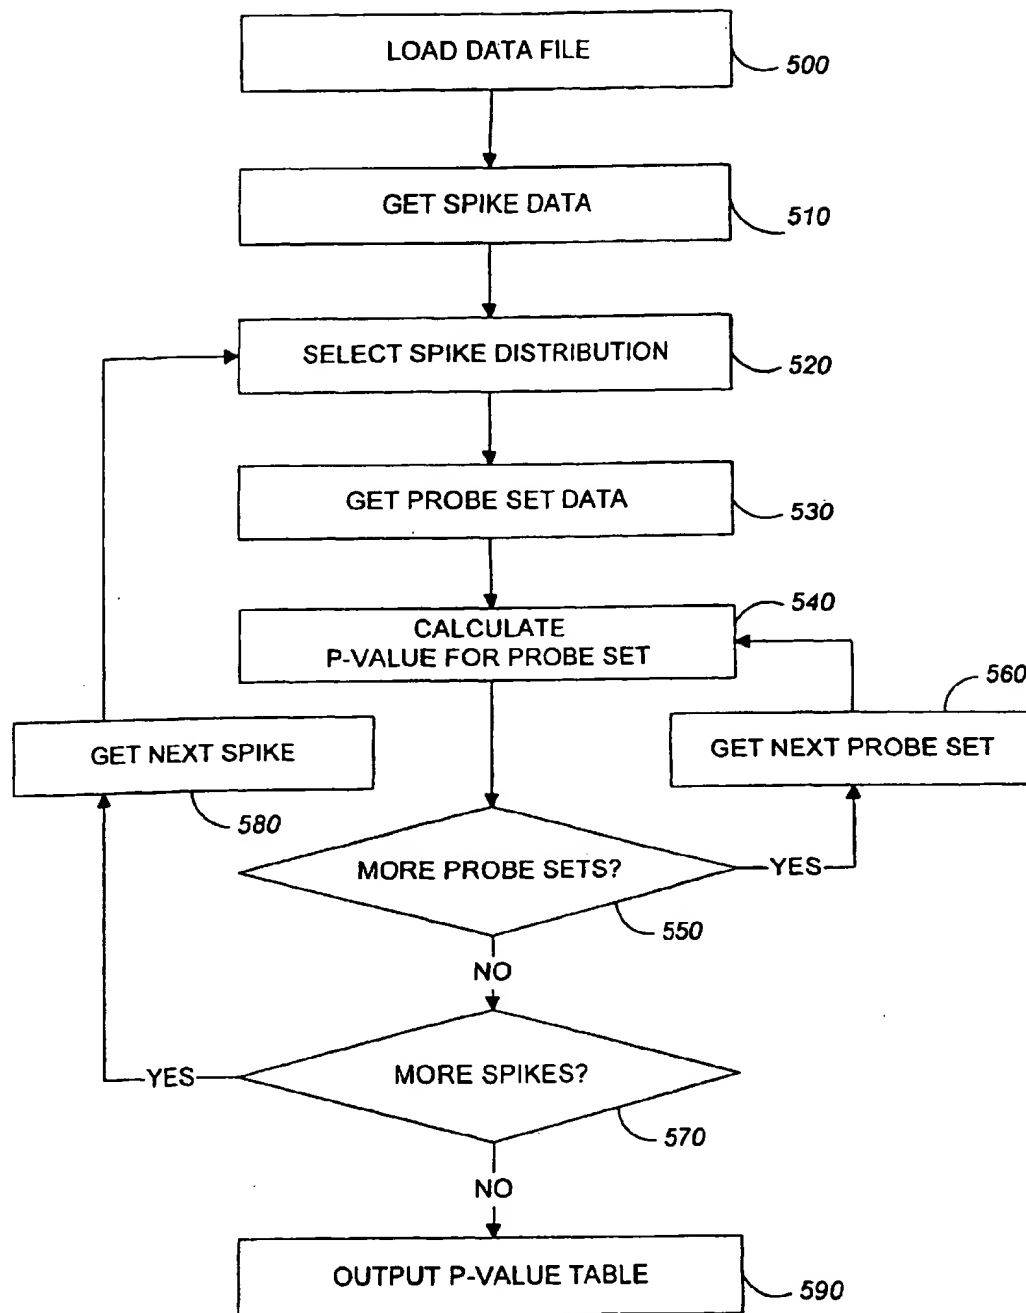 LOAD DATA FILE
500
GET SPIKE DATA
510
SELECT SPIKE DISTRIBUTION
520
GET PROBE SET DATA
530
540
CALCULATE
P-VALUE FOR PROBE SET
560
GET NEXT SPIKE
GET NEXT PROBE SET
580
MORE PROBE SETS?
YES
550
NO
MORE SPIKES?
YES
570
NO
OUTPUT P-VALUE TABLE
590